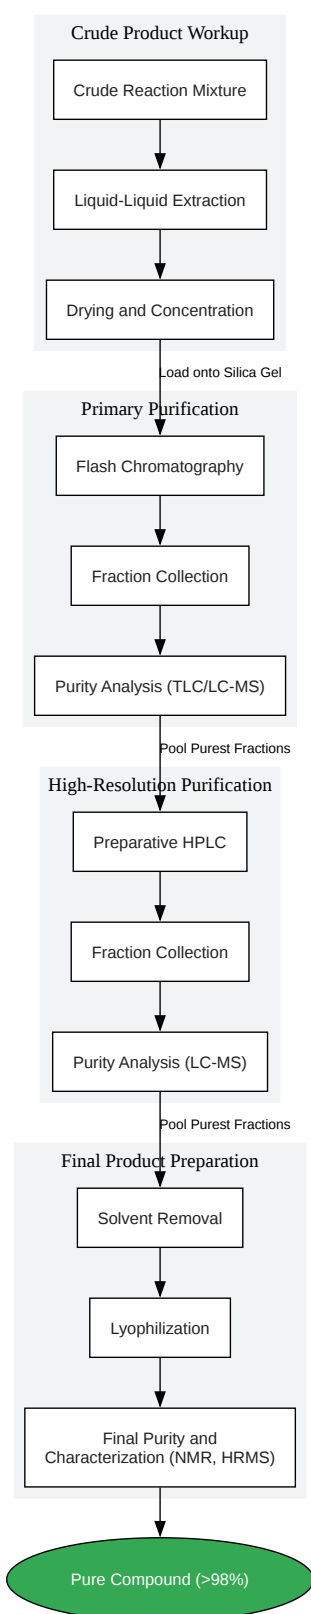 Crude Product Workup
Crude Reaction Mixture
Liquid-Liquid Extraction
Drying and Concentration
Load onto Silica Gel
Primary Purification
Flash Chromatography
Fraction Collection
Purity Analysis (TLC/LC-MS)
Pool Purest Fractions
High-Resolution Purification
Preparative HPLC
Fraction Collection
Purity Analysis (LC-MS)
Pool Purest Fractions
Final Product Preparation
Solvent Removal
Lyophilization
Final Purity and
Characterization (NMR, HRMS)
Pure Compound (>98%)